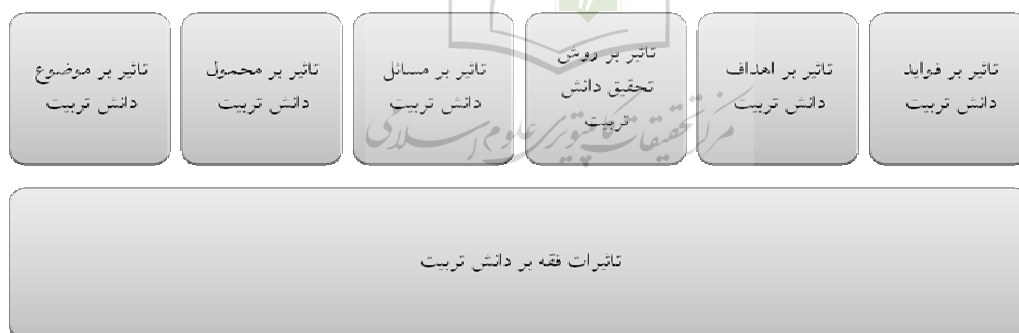 تاثیر بر فواید
دانش تربیت
تاثیر بر اهداف
دانش تربیت
تاثیر بر روش
تحقیق دانش
تربیت
تاثیر بر مسائل
دانش تربیت
تاثیر بر محمول
دانش تربیت
تاثیر بر موضوع
دانش تربیت
مرکز تحقیقات کامپیوتری علوم اسلامی
تاثیرات فقه بر دانش تربیت